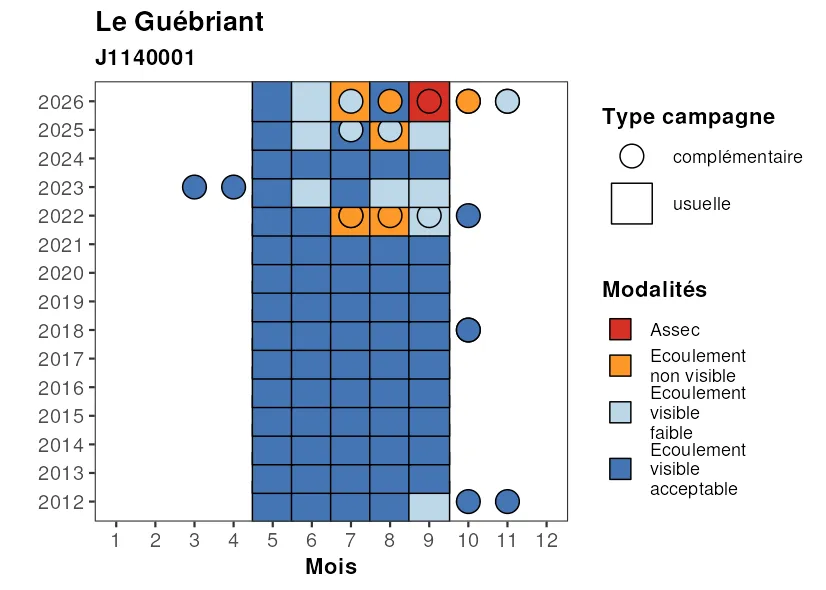 Le Guébriant
J1140001
2026
2025
2024
2023
2022
2021
2020
2019
2018
2017
2016
2015
2014
2013
2012
1 2 3 4 5 6 7 8 9 10 11 12
Mois
Type campagne
complémentaire
usuelle
Modalités
Assec
Ecoulement
non visible
Ecoulement
visible
faible
Ecoulement
visible
acceptable